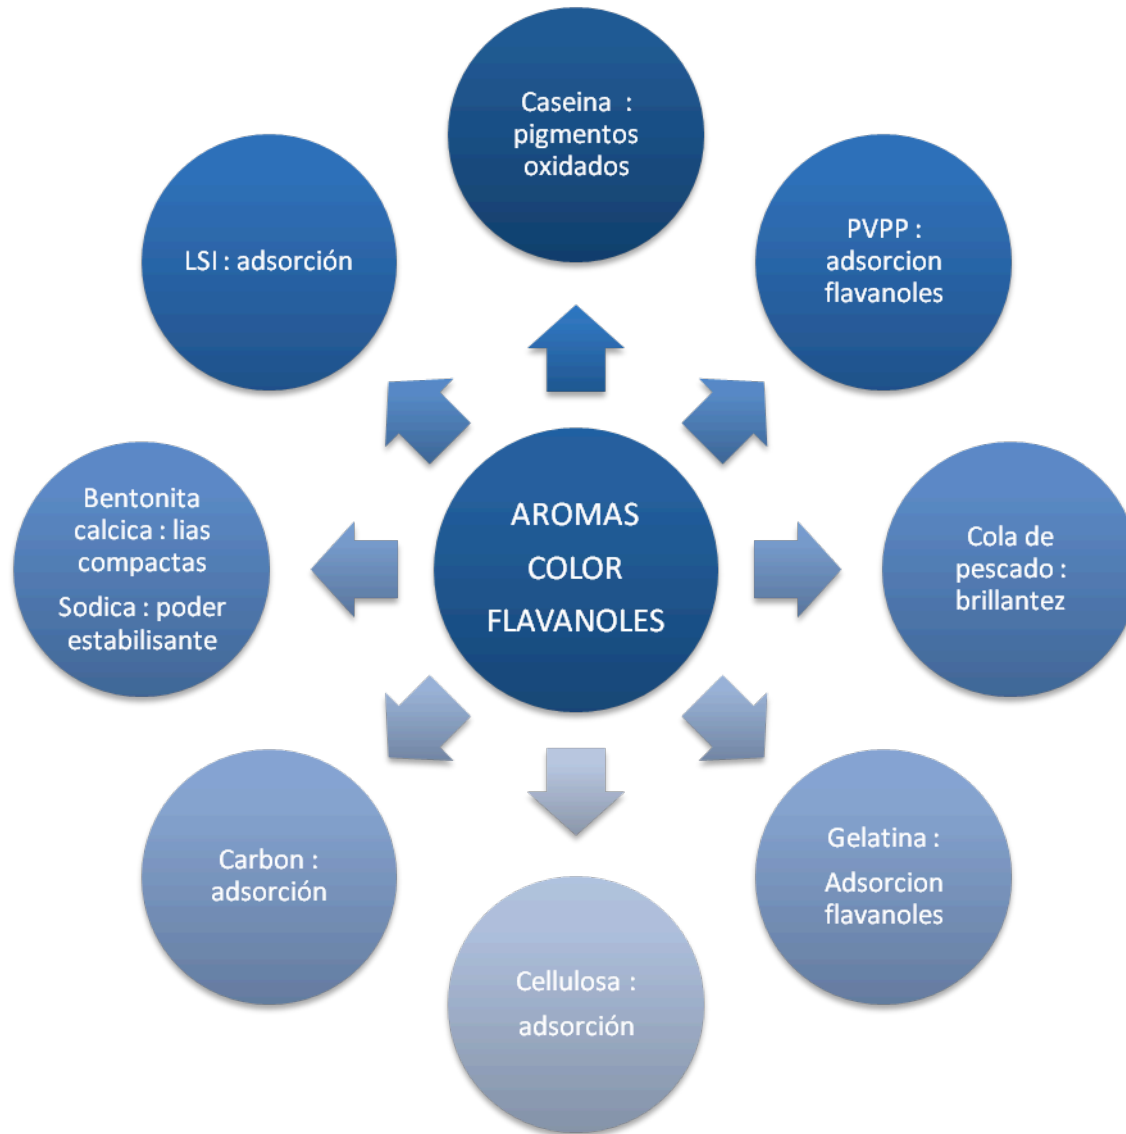 Caseina :
pigmentos
oxidados
LSI : adsorción
PVPP :
adsorcion
flavanoles
Bentonita
calcica : lias
compactas
Sodica : poder
estabilisante
AROMAS
COLOR
FLAVANOLES
Cola de
pescado :
brillantez
Carbon :
adsorción
Gelatina :
Adsorcion
flavanoles
Cellulosa :
adsorción